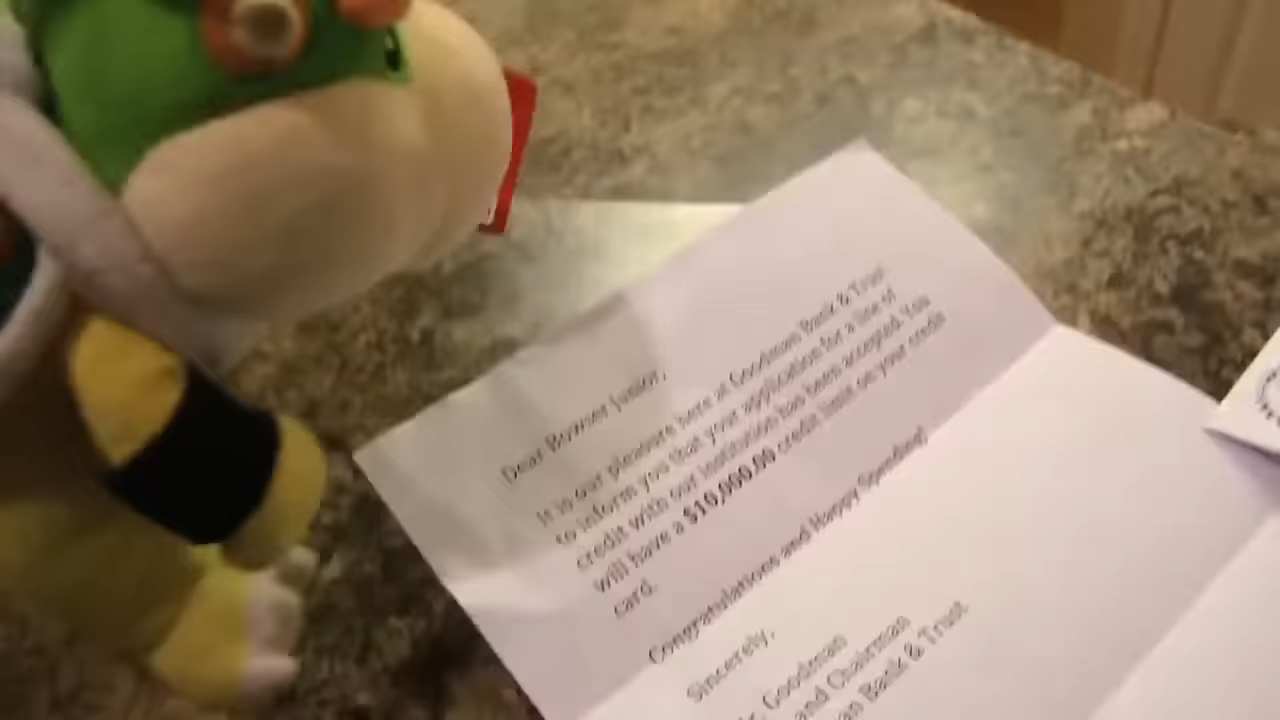 Dear Bowser Junior,
It is our pleasure here at Goodman Bank & Trust
to inform you that your application for a line of
credit with our institution has been accepted. You
will have a $10,000.00 credit limit on your credit
card.
Congratulations and Happy Spending!
Sincerely,
Goodman
and Chairman
Bank & Trust